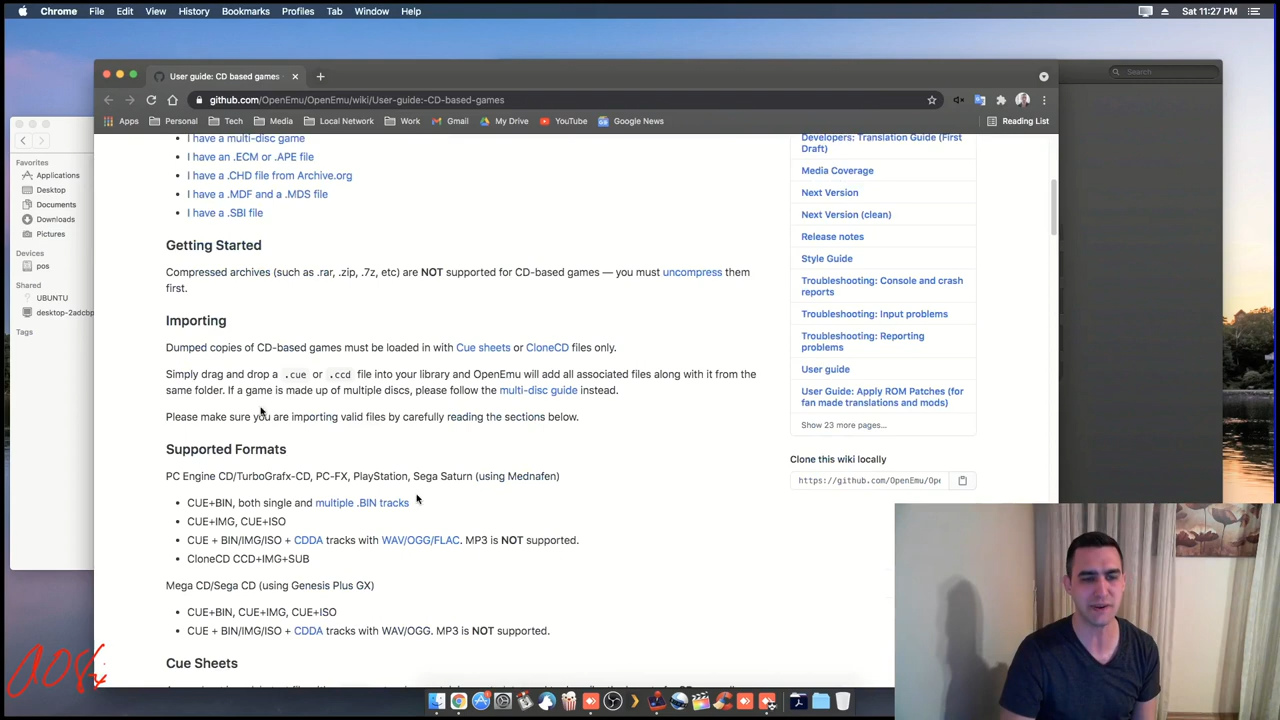 Chrome File Edit View History Bookmarks Profiles Tab Window Help Sat 11:27 PM
User guide: CD based games
Search
github.com/OpenEmu/OpenEmu/wiki/User-guide:-CD-based-games
Apps Personal Tech Media Local Network Work Gmail My Drive YouTube Google News Reading List
Favorites
Applications
Desktop
Documents
Downloads
Pictures
Devices
pos
Shared
UBUNTU
desktop-2adcbp
Tags
I have a multi-disc game
I have an .ECM or .APE file
I have a .CHD file from Archive.org
I have a .MDF and a .MDS file
I have a .SBI file
Getting Started
Compressed archives (such as .rar, .zip, .7z, etc) are NOT supported for CD-based games — you must uncompress them
first.
Importing
Dumped copies of CD-based games must be loaded in with Cue sheets or CloneCD files only.
Simply drag and drop a .cue or .ccd file into your library and OpenEmu will add all associated files along with it from the
same folder. If a game is made up of multiple discs, please follow the multi-disc guide instead.
Please make sure you are importing valid files by carefully reading the sections below.
Supported Formats
PC Engine CD/TurboGrafx-CD, PC-FX, PlayStation, Sega Saturn (using Mednafen)
CUE+BIN, both single and multiple .BIN tracks
CUE+IMG, CUE+ISO
CUE + BIN/IMG/ISO + CDDA tracks with WAV/OGG/FLAC. MP3 is NOT supported.
CloneCD CCD+IMG+SUB
Mega CD/Sega CD (using Genesis Plus GX)
CUE+BIN, CUE+IMG, CUE+ISO
CUE + BIN/IMG/ISO + CDDA tracks with WAV/OGG. MP3 is NOT supported.
Cue Sheets
Developers: Translation Guide (First
Draft)
Media Coverage
Next Version
Next Version (clean)
Release notes
Style Guide
Troubleshooting: Console and crash
reports
Troubleshooting: Input problems
Troubleshooting: Reporting
problems
User guide
User Guide: Apply ROM Patches (for
fan made translations and mods)
Show 23 more pages...
Clone this wiki locally
https://github.com/OpenEmu/Ope